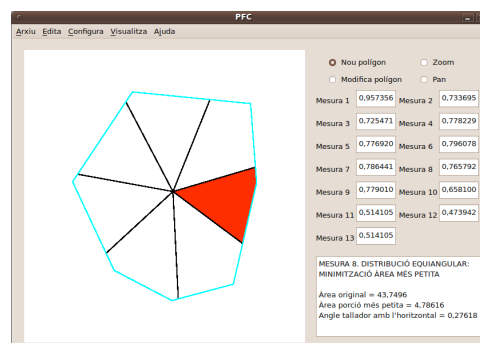 PFC
Arxiu Edita Configura Visualitza Ajuda
Nou polígon Zoom
Modifica polígon Pan
Mesura 1 0,957356 Mesura 2 0,733695
Mesura 3 0,725471 Mesura 4 0,778229
Mesura 5 0,776920 Mesura 6 0,796078
Mesura 7 0,786441 Mesura 8 0,765792
Mesura 9 0,779010 Mesura 10 0,658100
Mesura 11 0,514105 Mesura 12 0,473942
Mesura 13 0,514105
MESURA 8. DISTRIBUCIÓ EQUIANGULAR:
MINIMITZACIÓ ÀREA MÉS PETITA
Àrea original = 43,7496
Àrea porció més petita = 4,78616
Angle tallador amb l'horitzontal = 0,27618